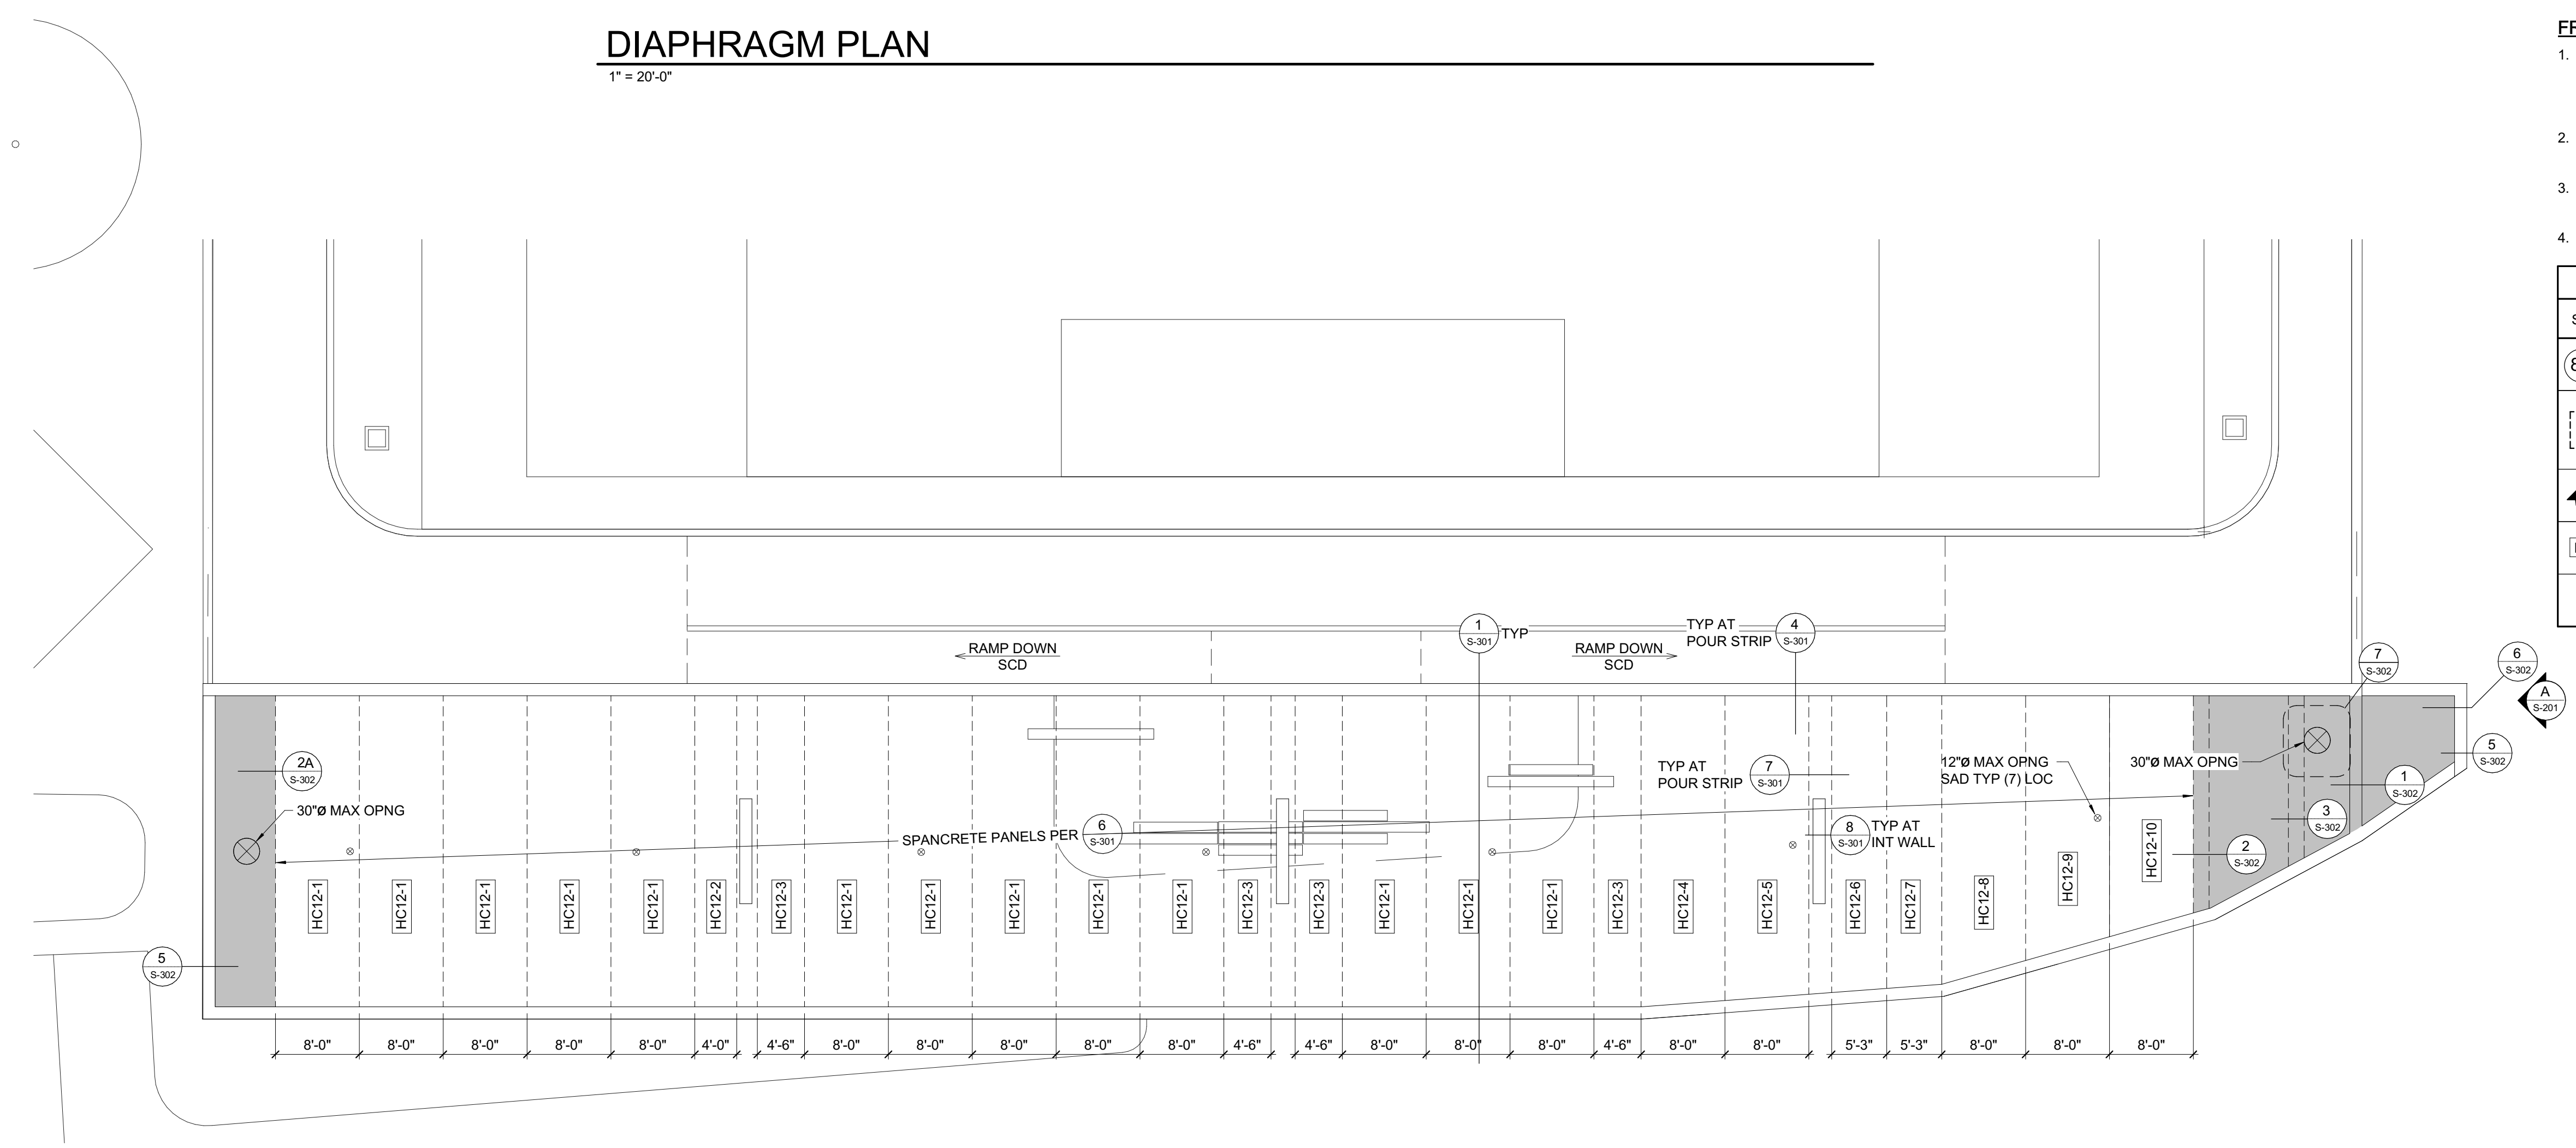 DIAPHRAGM PLAN
1" = 20'-0"
1.
2.
3.
4.
RAMP DOWN
SCD
1
S-301
TYP
TYP AT
POUR STRIP
4
S-301
RAMP DOWN
SCD
7
S-302
6
S-302
A
S-201
5
S-302
2A
S-302
30"Ø MAX OPNG
TYP AT
POUR STRIP
7
S-301
12"Ø MAX OPNG
SAD TYP (7) LOC
30"Ø MAX OPNG
1
S-302
3
S-302
2
S-302
SPANCRETE PANELS PER
6
S-301
8
S-301
TYP AT
INT WALL
HC12-1
HC12-1
HC12-1
HC12-1
HC12-1
HC12-2
HC12-3
HC12-1
HC12-1
HC12-1
HC12-1
HC12-1
HC12-3
HC12-3
HC12-1
HC12-1
HC12-1
HC12-3
HC12-4
HC12-5
HC12-6
HC12-7
HC12-8
HC12-9
HC12-10
5
S-302
8'-0"
8'-0"
8'-0"
8'-0"
8'-0"
4'-0"
4'-6"
8'-0"
8'-0"
8'-0"
8'-0"
8'-0"
4'-6"
4'-6"
8'-0"
8'-0"
8'-0"
4'-6"
8'-0"
8'-0"
5'-3"
5'-3"
8'-0"
8'-0"
8'-0"